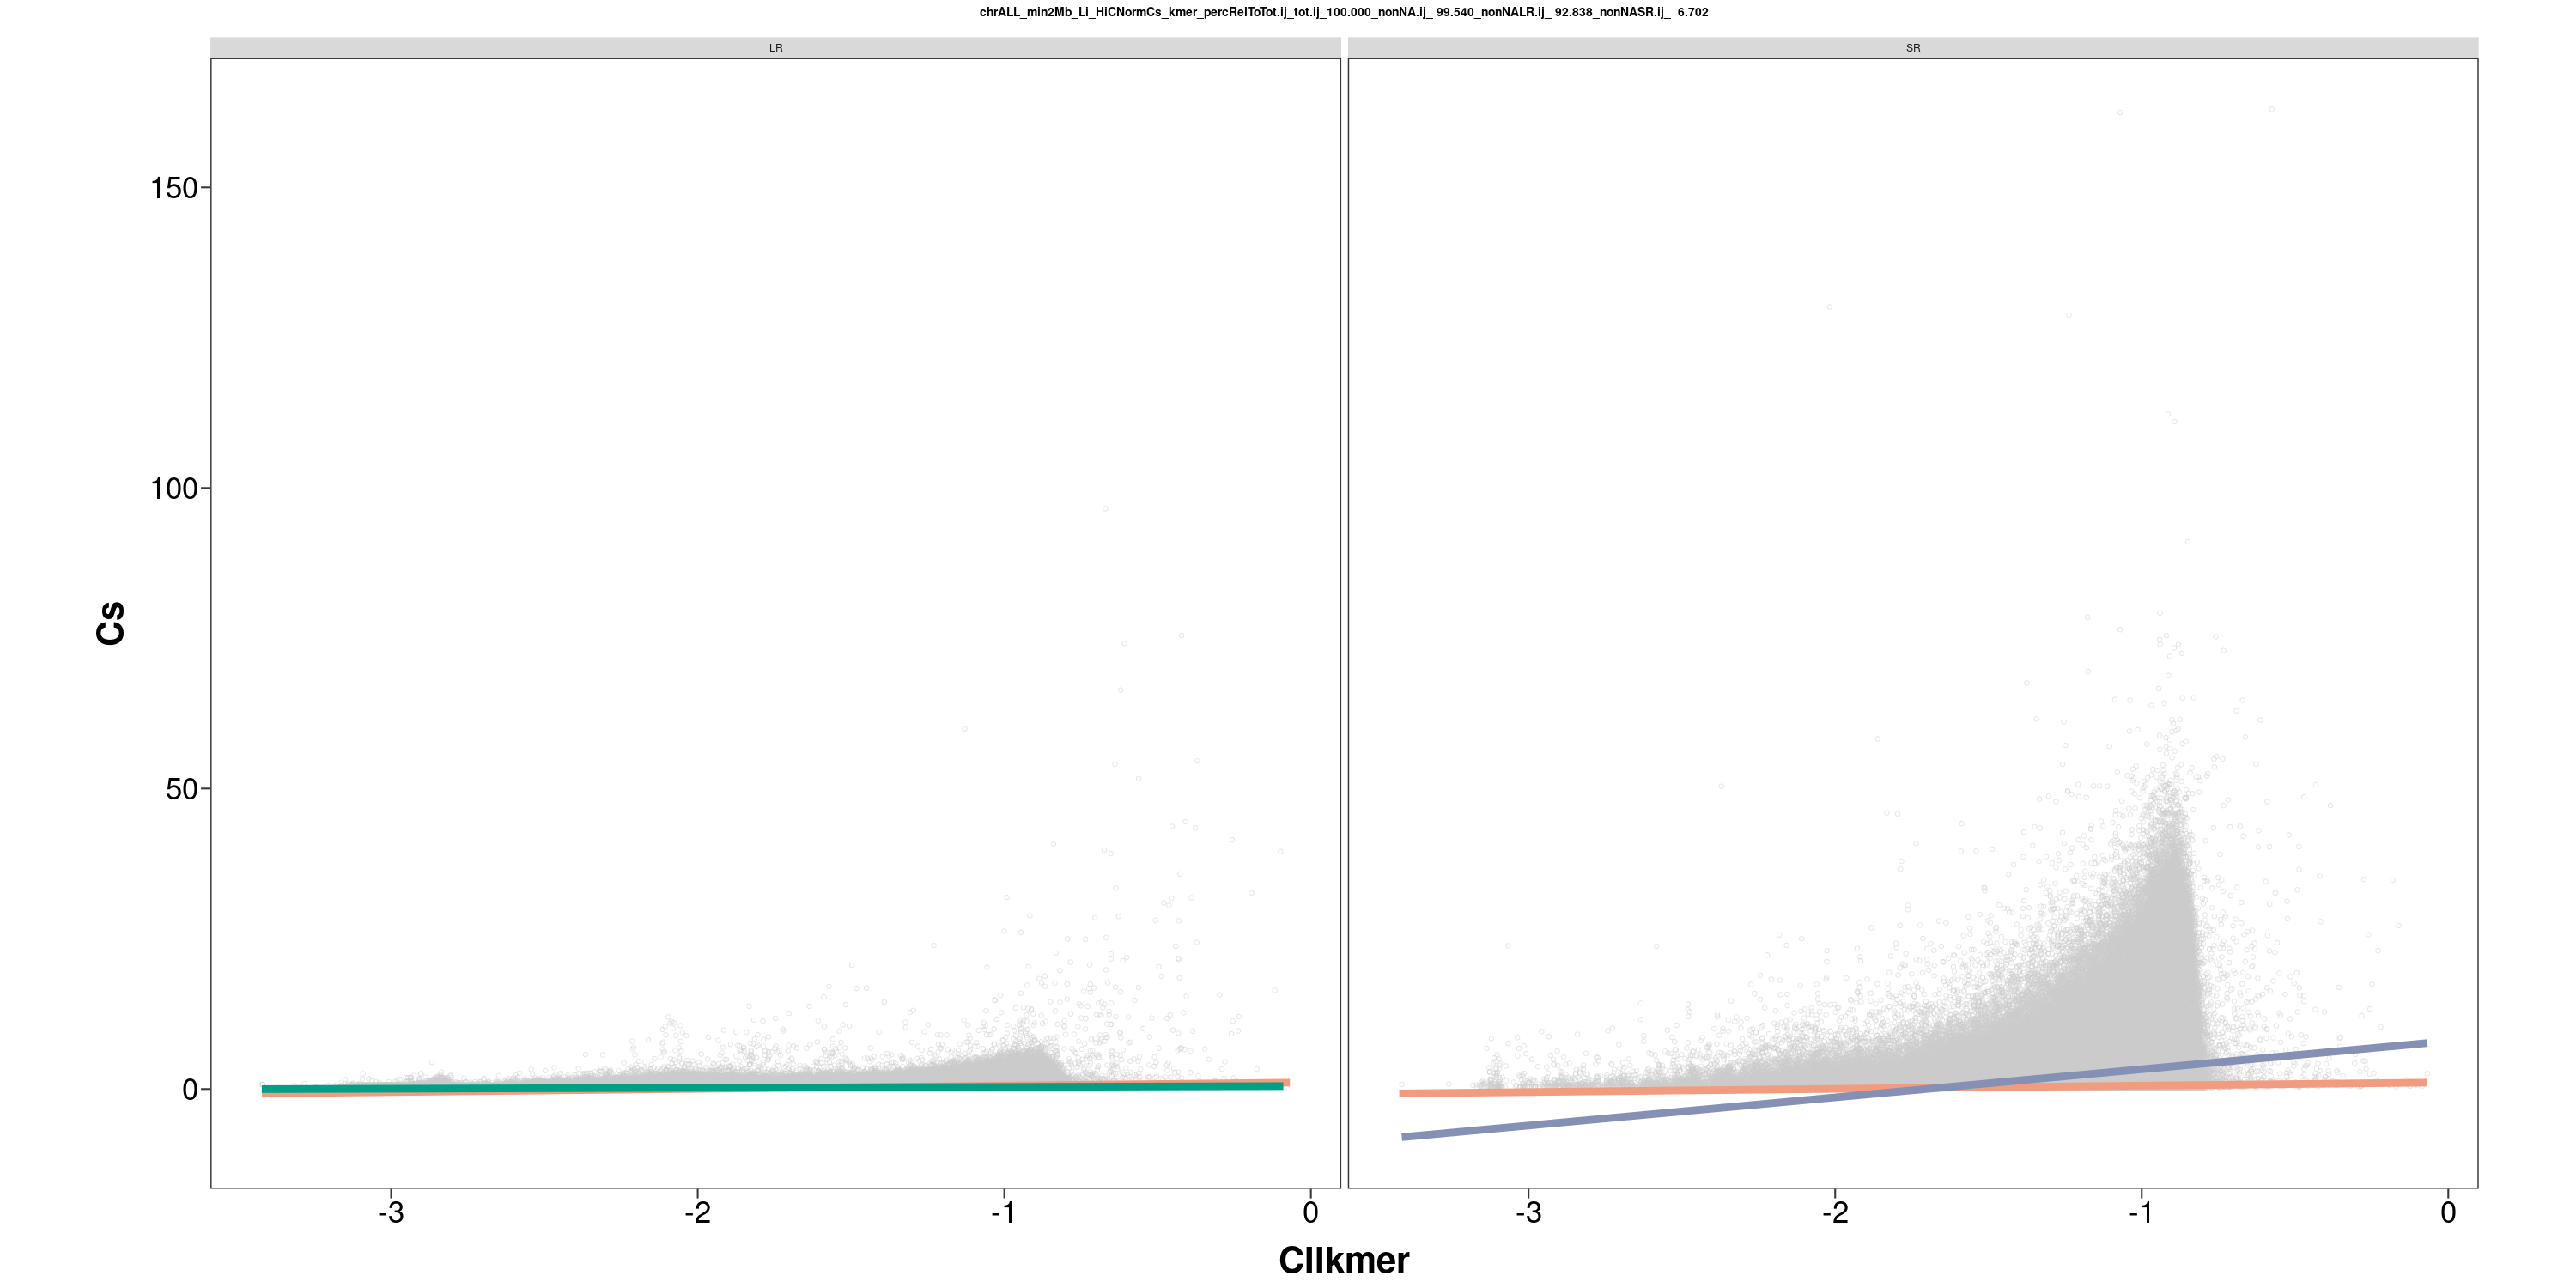 chrALL_min2Mb_Li_HiCNormCs_kmer_percRelToTot.ij_tot.ij_100.000_nonNA.ij_ 99.540_nonNALR.ij_ 92.838_nonNASR.ij_  6.702
LR
SR
150
100
50
0
Cs
-3
-2
-1
0
-3
-2
-1
0
CIIkmer